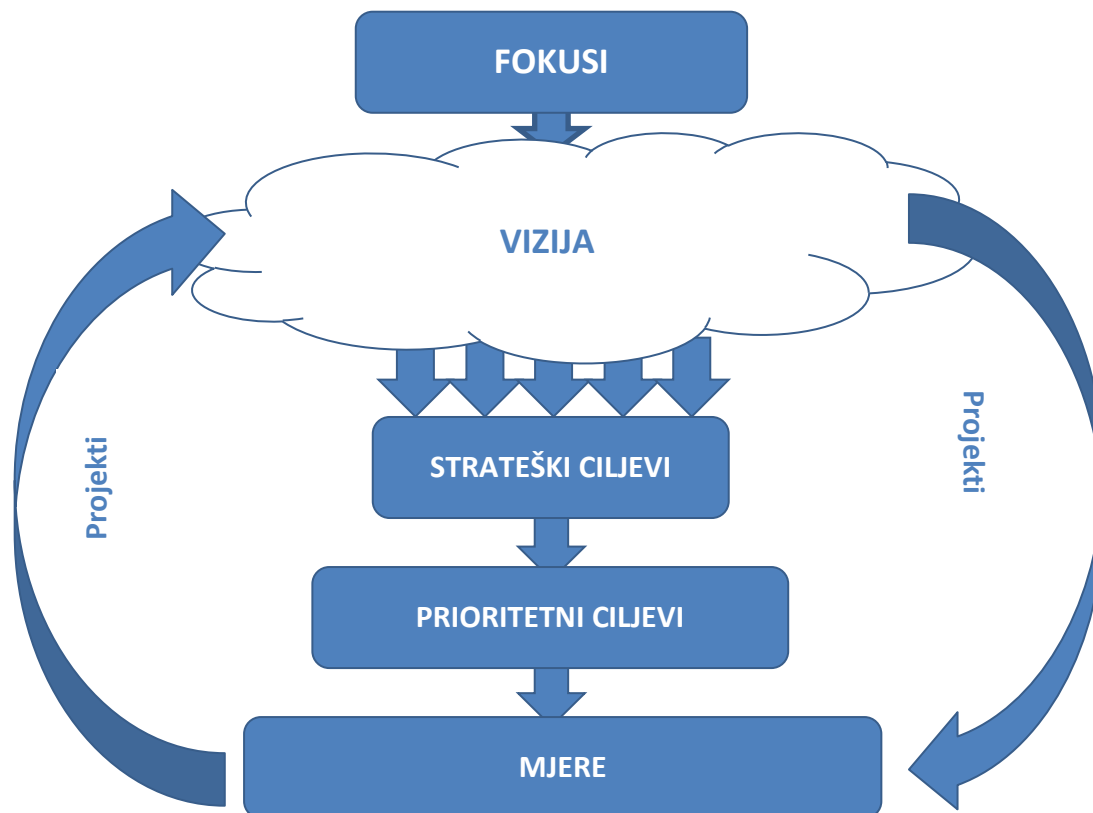 FOKUSI
VIZIJA
Projekti
Projekti
STRATEŠKI CILJEVI
PRIORITETNI CILJEVI
MJERE